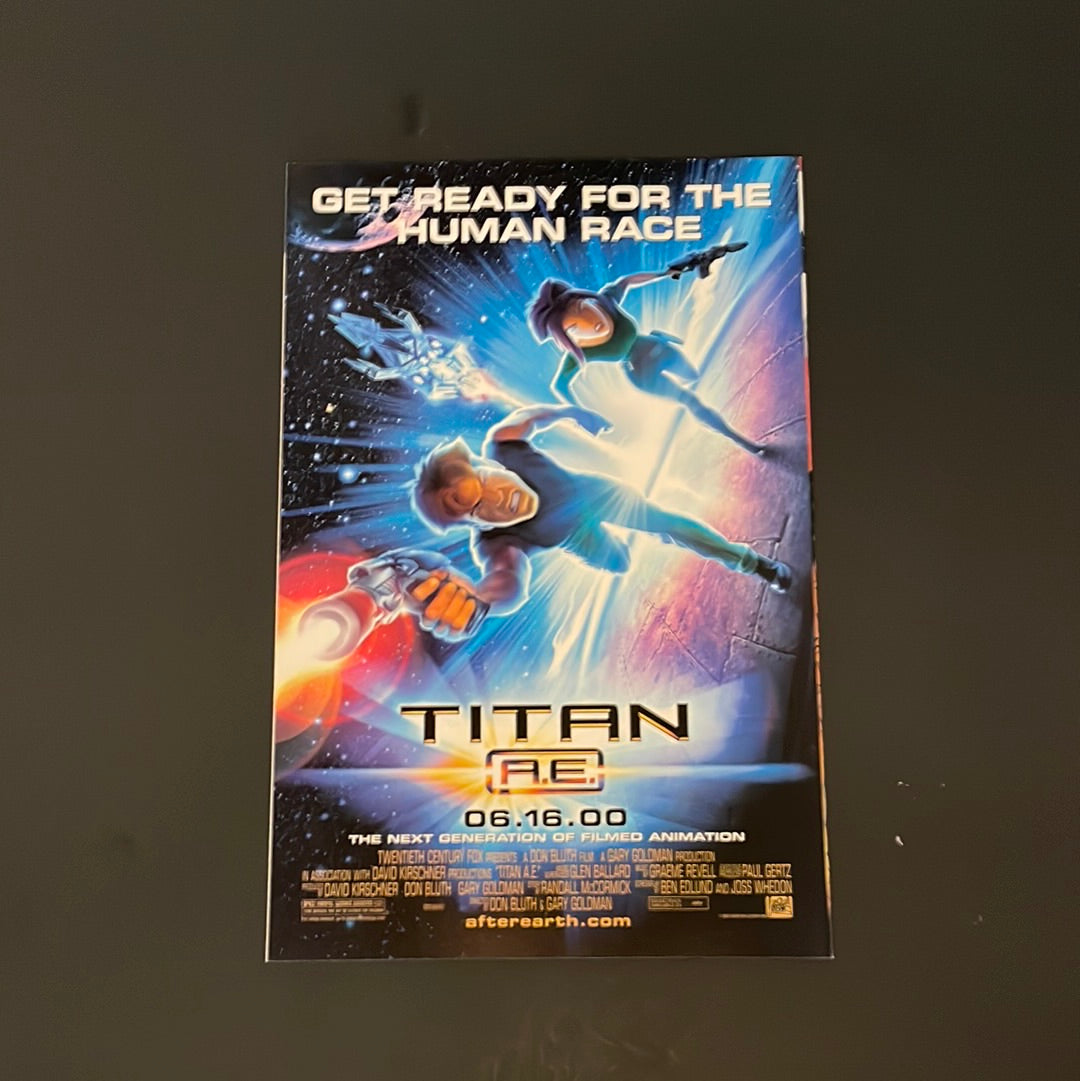 GET READY FOR THE
HUMAN RACE
TITAN
A.E.
06.16.00
THE NEXT GENERATION OF FILMED ANIMATION
TWENTIETH CENTURY FOX PRESENTS A DON BLUTH FILM A GARY GOLDMAN PRODUCTION
IN ASSOCIATION WITH DAVID KIRSCHNER PRODUCTIONS "TITAN A.E." GLEN BALLARD GRAEME REVELL PAUL GERTZ
DAVID KIRSCHNER DON BLUTH GARY GOLDMAN RANDALL McCORMICK BEN EDLUND AND JOSS WHEDON
DON BLUTH & GARY GOLDMAN
afterearth.com